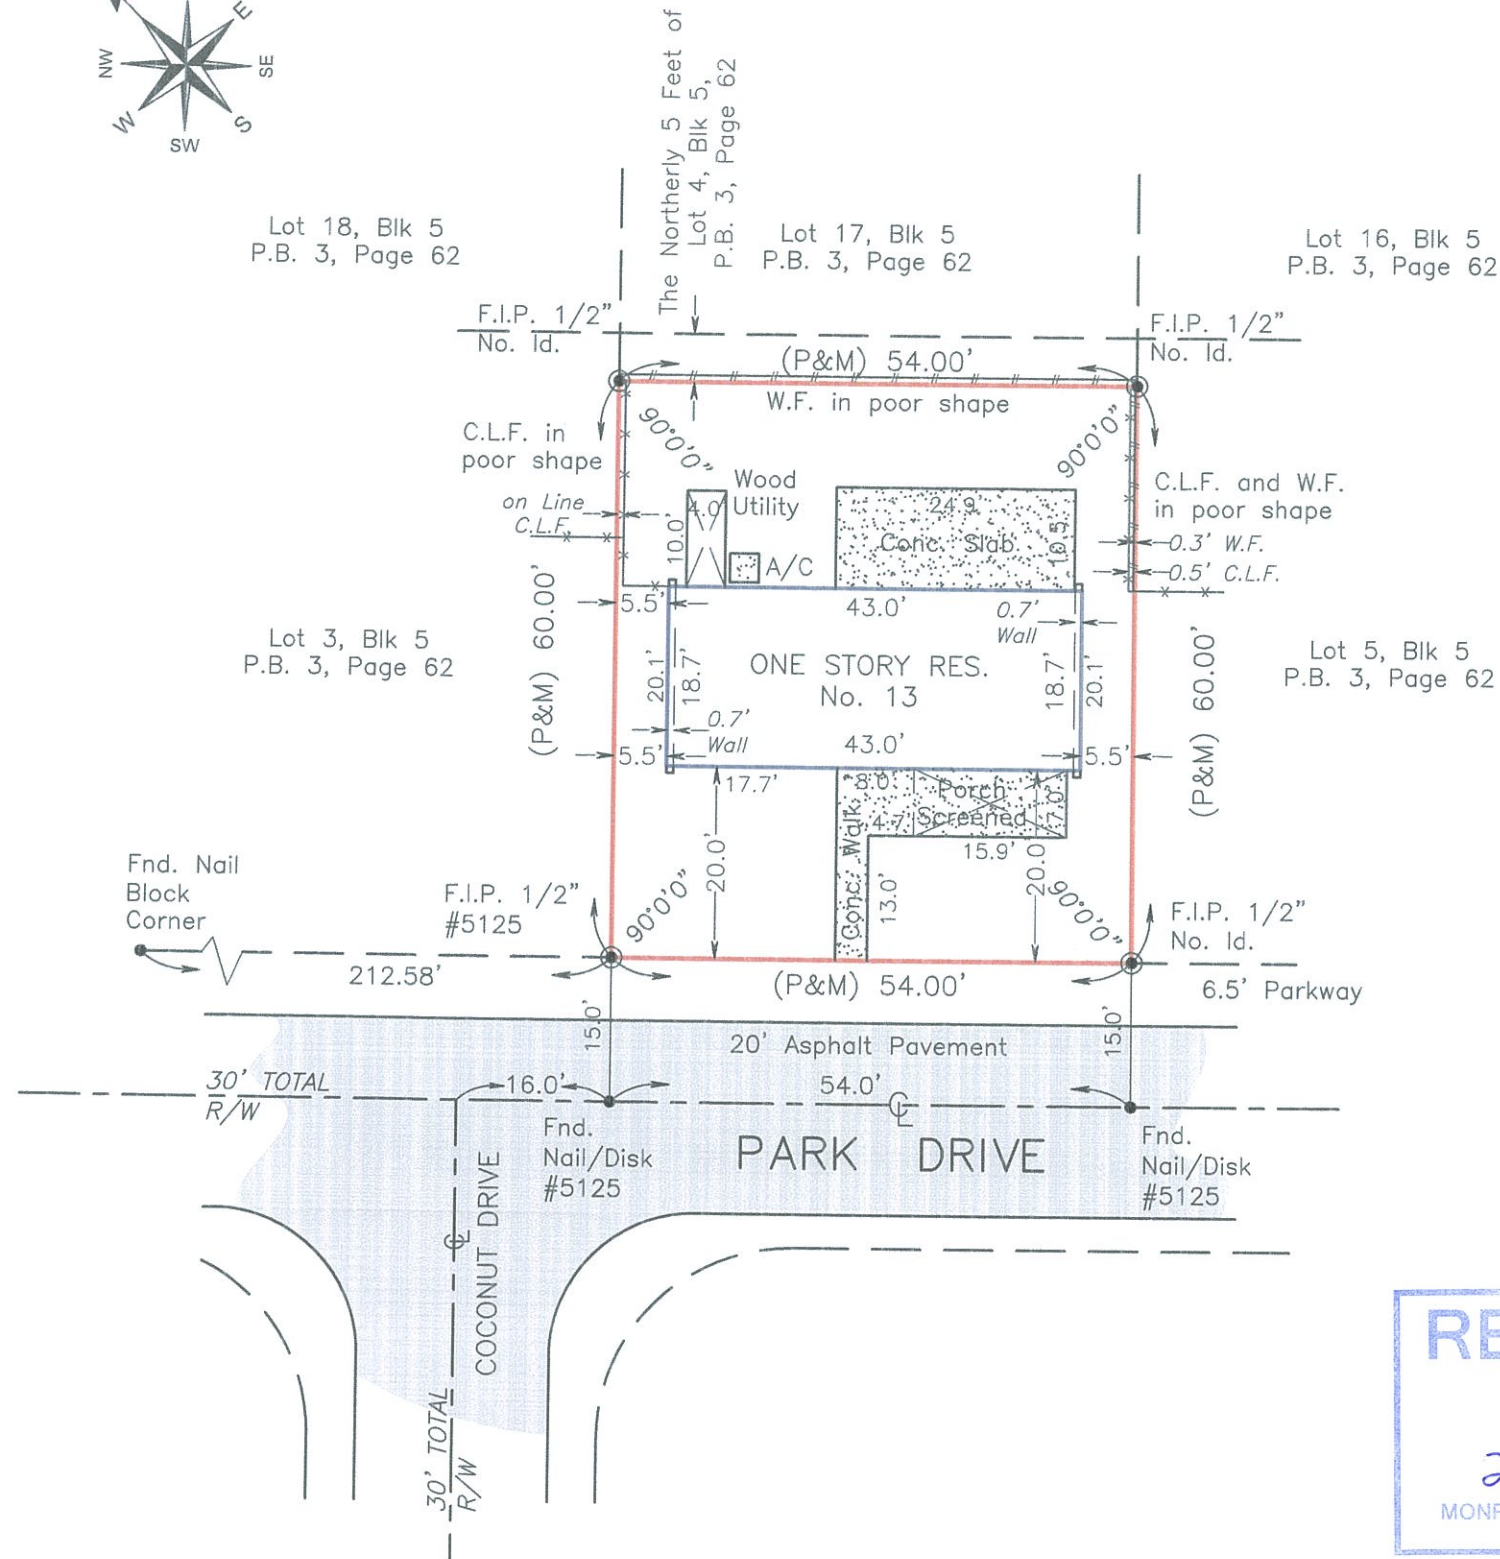 E
NW
SE
W
S
SW
The Northerly 5 Feet of
Lot 4, Blk 5,
P.B. 3, Page 62
Lot 18, Blk 5
P.B. 3, Page 62
Lot 17, Blk 5
P.B. 3, Page 62
Lot 16, Blk 5
P.B. 3, Page 62
F.I.P. 1/2"
No. Id.
F.I.P. 1/2"
No. Id.
(P&M) 54.00'
W.F. in poor shape
90°0'0"
90°0'0"
C.L.F. in
poor shape
on Line
C.L.F.
Wood
Utility
4.0'
10.0'
A/C
24.9'
Conc. Slab
10.5'
C.L.F. and W.F.
in poor shape
0.3' W.F.
0.5' C.L.F.
(P&M) 60.00'
5.5'
43.0'
0.7'
Wall
Lot 3, Blk 5
P.B. 3, Page 62
20.1'
18.7'
ONE STORY RES.
No. 13
18.7'
20.1'
(P&M) 60.00'
Lot 5, Blk 5
P.B. 3, Page 62
0.7'
Wall
5.5'
43.0'
5.5'
17.7'
8.0'
Porch
Screened
7.0'
4.7'
15.9'
Conc. Walk
13.0'
20.0'
20.0'
90°0'0"
90°0'0"
Fnd. Nail
Block
Corner
F.I.P. 1/2"
#5125
F.I.P. 1/2"
No. Id.
212.58'
(P&M) 54.00'
6.5' Parkway
15.0'
15.0'
20' Asphalt Pavement
30' TOTAL
R/W
16.0'
54.0'
CL
Fnd.
Nail/Disk
#5125
PARK DRIVE
Fnd.
Nail/Disk
#5125
COCONUT DRIVE
CL
30' TOTAL
R/W
RE
2
MONR